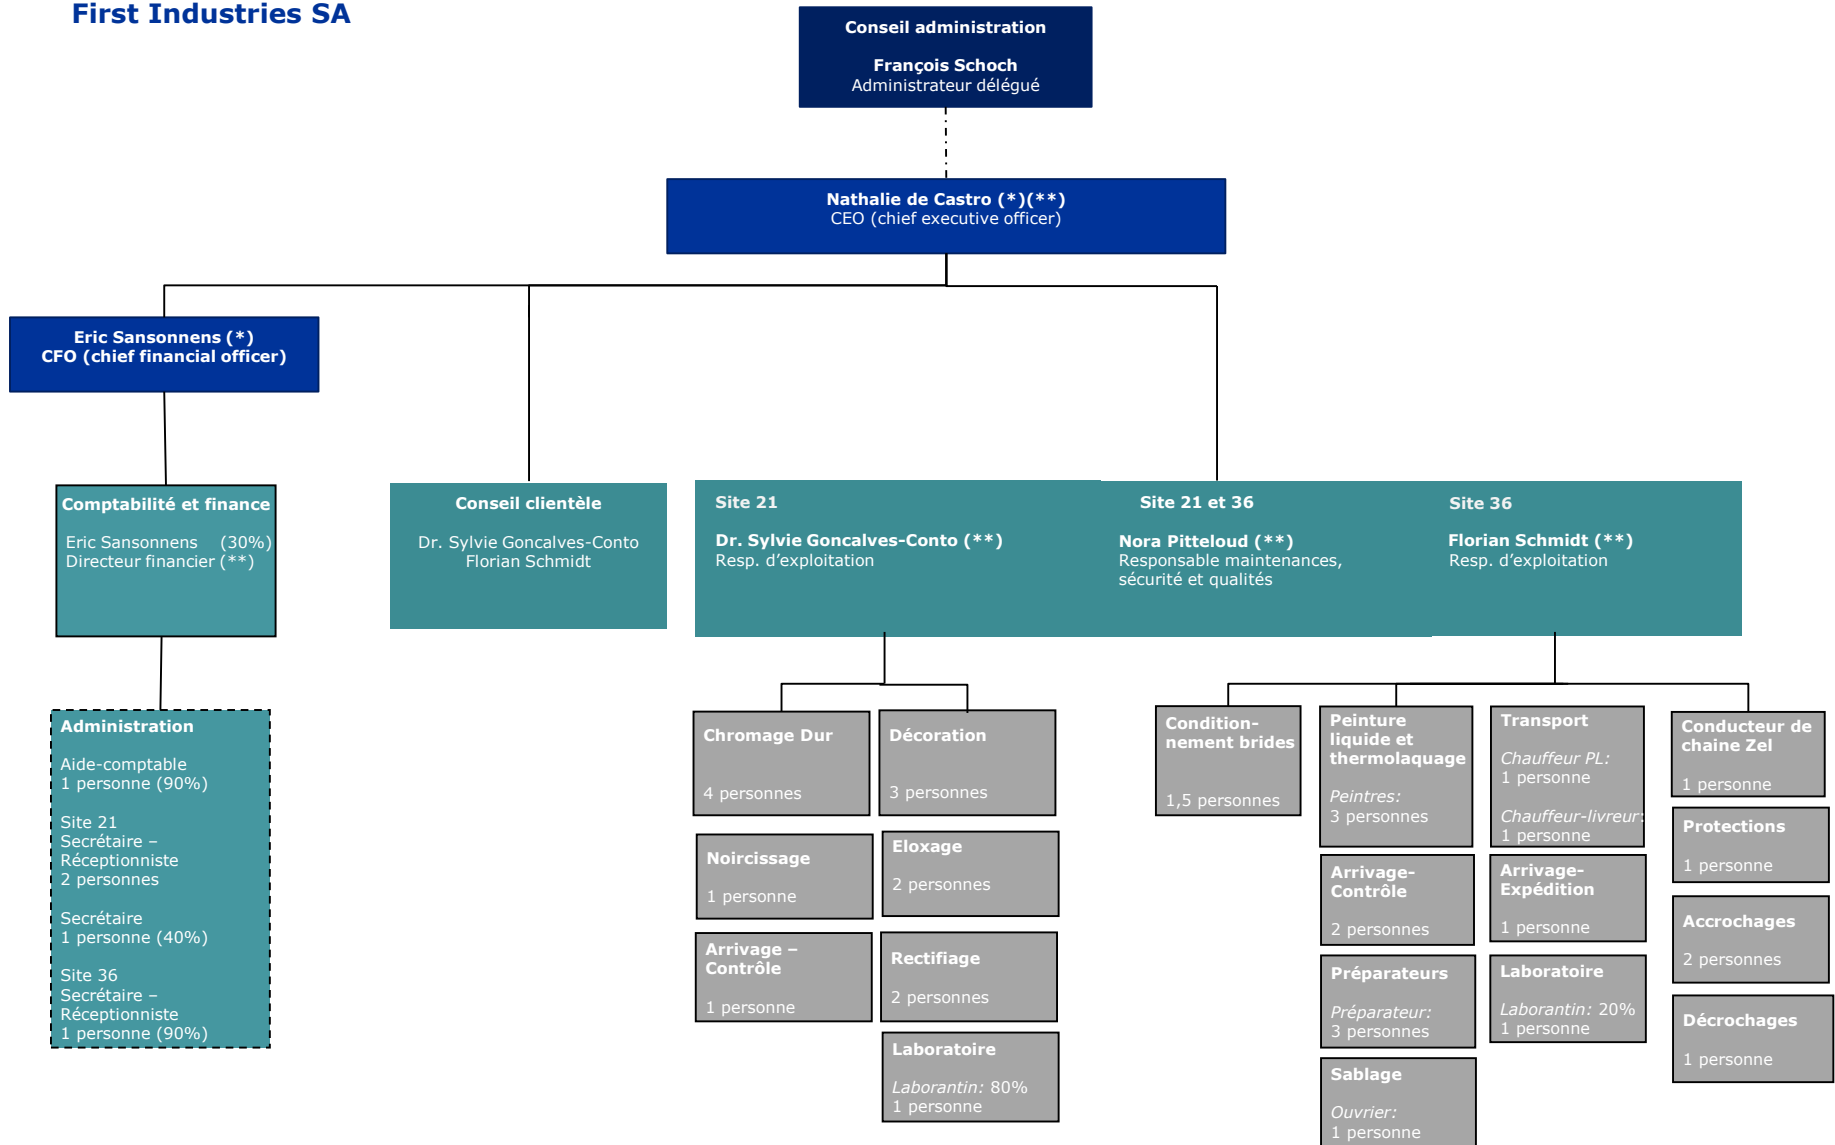 First Industries SA
Conseil administration
François Schoch
Administrateur délégué
Nathalie de Castro (*)(**)
CEO (chief executive officer)
Eric Sansonnens (*)
CFO (chief financial officer)
Comptabilité et finance
Eric Sansonnens (30%)
Directeur financier (**)
Conseil clientèle
Dr. Sylvie Goncalves-Conto
Florian Schmidt
Site 21
Dr. Sylvie Goncalves-Conto (**)
Resp. d'exploitation
Site 21 et 36
Nora Pitteloud (**)
Responsable maintenances,
sécurité et qualités
Site 36
Florian Schmidt (**)
Resp. d'exploitation
Administration
Aide-comptable
1 personne (90%)
Site 21
Secrétaire –
Réceptionniste
2 personnes
Secrétaire
1 personne (40%)
Site 36
Secrétaire –
Réceptionniste
1 personne (90%)
Chromage Dur
4 personnes
Décoration
3 personnes
Noircissage
1 personne
Eloxage
2 personnes
Arrivage –
Contrôle
1 personne
Rectifiage
2 personnes
Laboratoire
Laborantin: 80%
1 personne
Condition-
nement brides
1,5 personnes
Peinture
liquide et
thermolaquage
Peintres:
3 personnes
Arrivage-
Contrôle
2 personnes
Préparateurs
Préparateur:
3 personnes
Sablage
Ouvrier:
1 personne
Transport
Chauffeur PL:
1 personne
Chauffeur-livreur:
1 personne
Arrivage-
Expédition
1 personne
Laboratoire
Laborantin: 20%
1 personne
Conducteur de
chaine Zel
1 personne
Protections
1 personne
Accrochages
2 personnes
Décrochages
1 personne